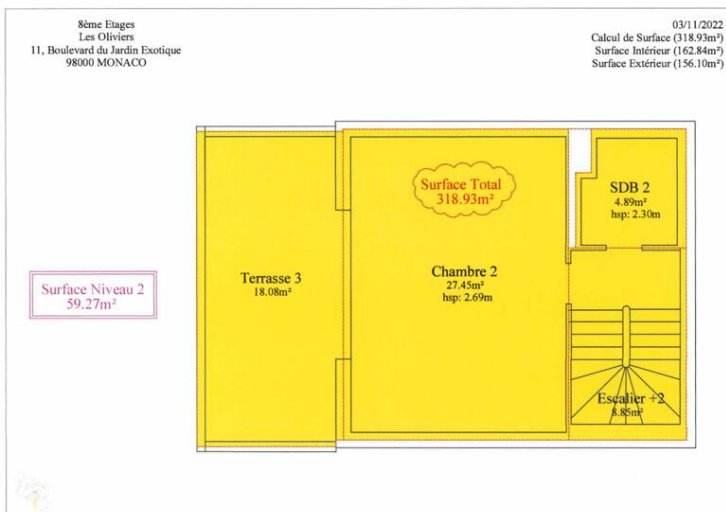 8ème Etages
Les Oliviers
11, Boulevard du Jardin Exotique
98000 MONACO
03/11/2022
Calcul de Surface (318.93m²)
Surface Intérieur (162.84m²)
Surface Extérieur (156.10m²)
Surface Total
318.93m²
SDB 2
4.89m²
hsp: 2.30m
Terrasse 3
18.08m²
Chambre 2
27.45m²
hsp: 2.69m
Surface Niveau 2
59.27m²
Escalier +2
8.85m²